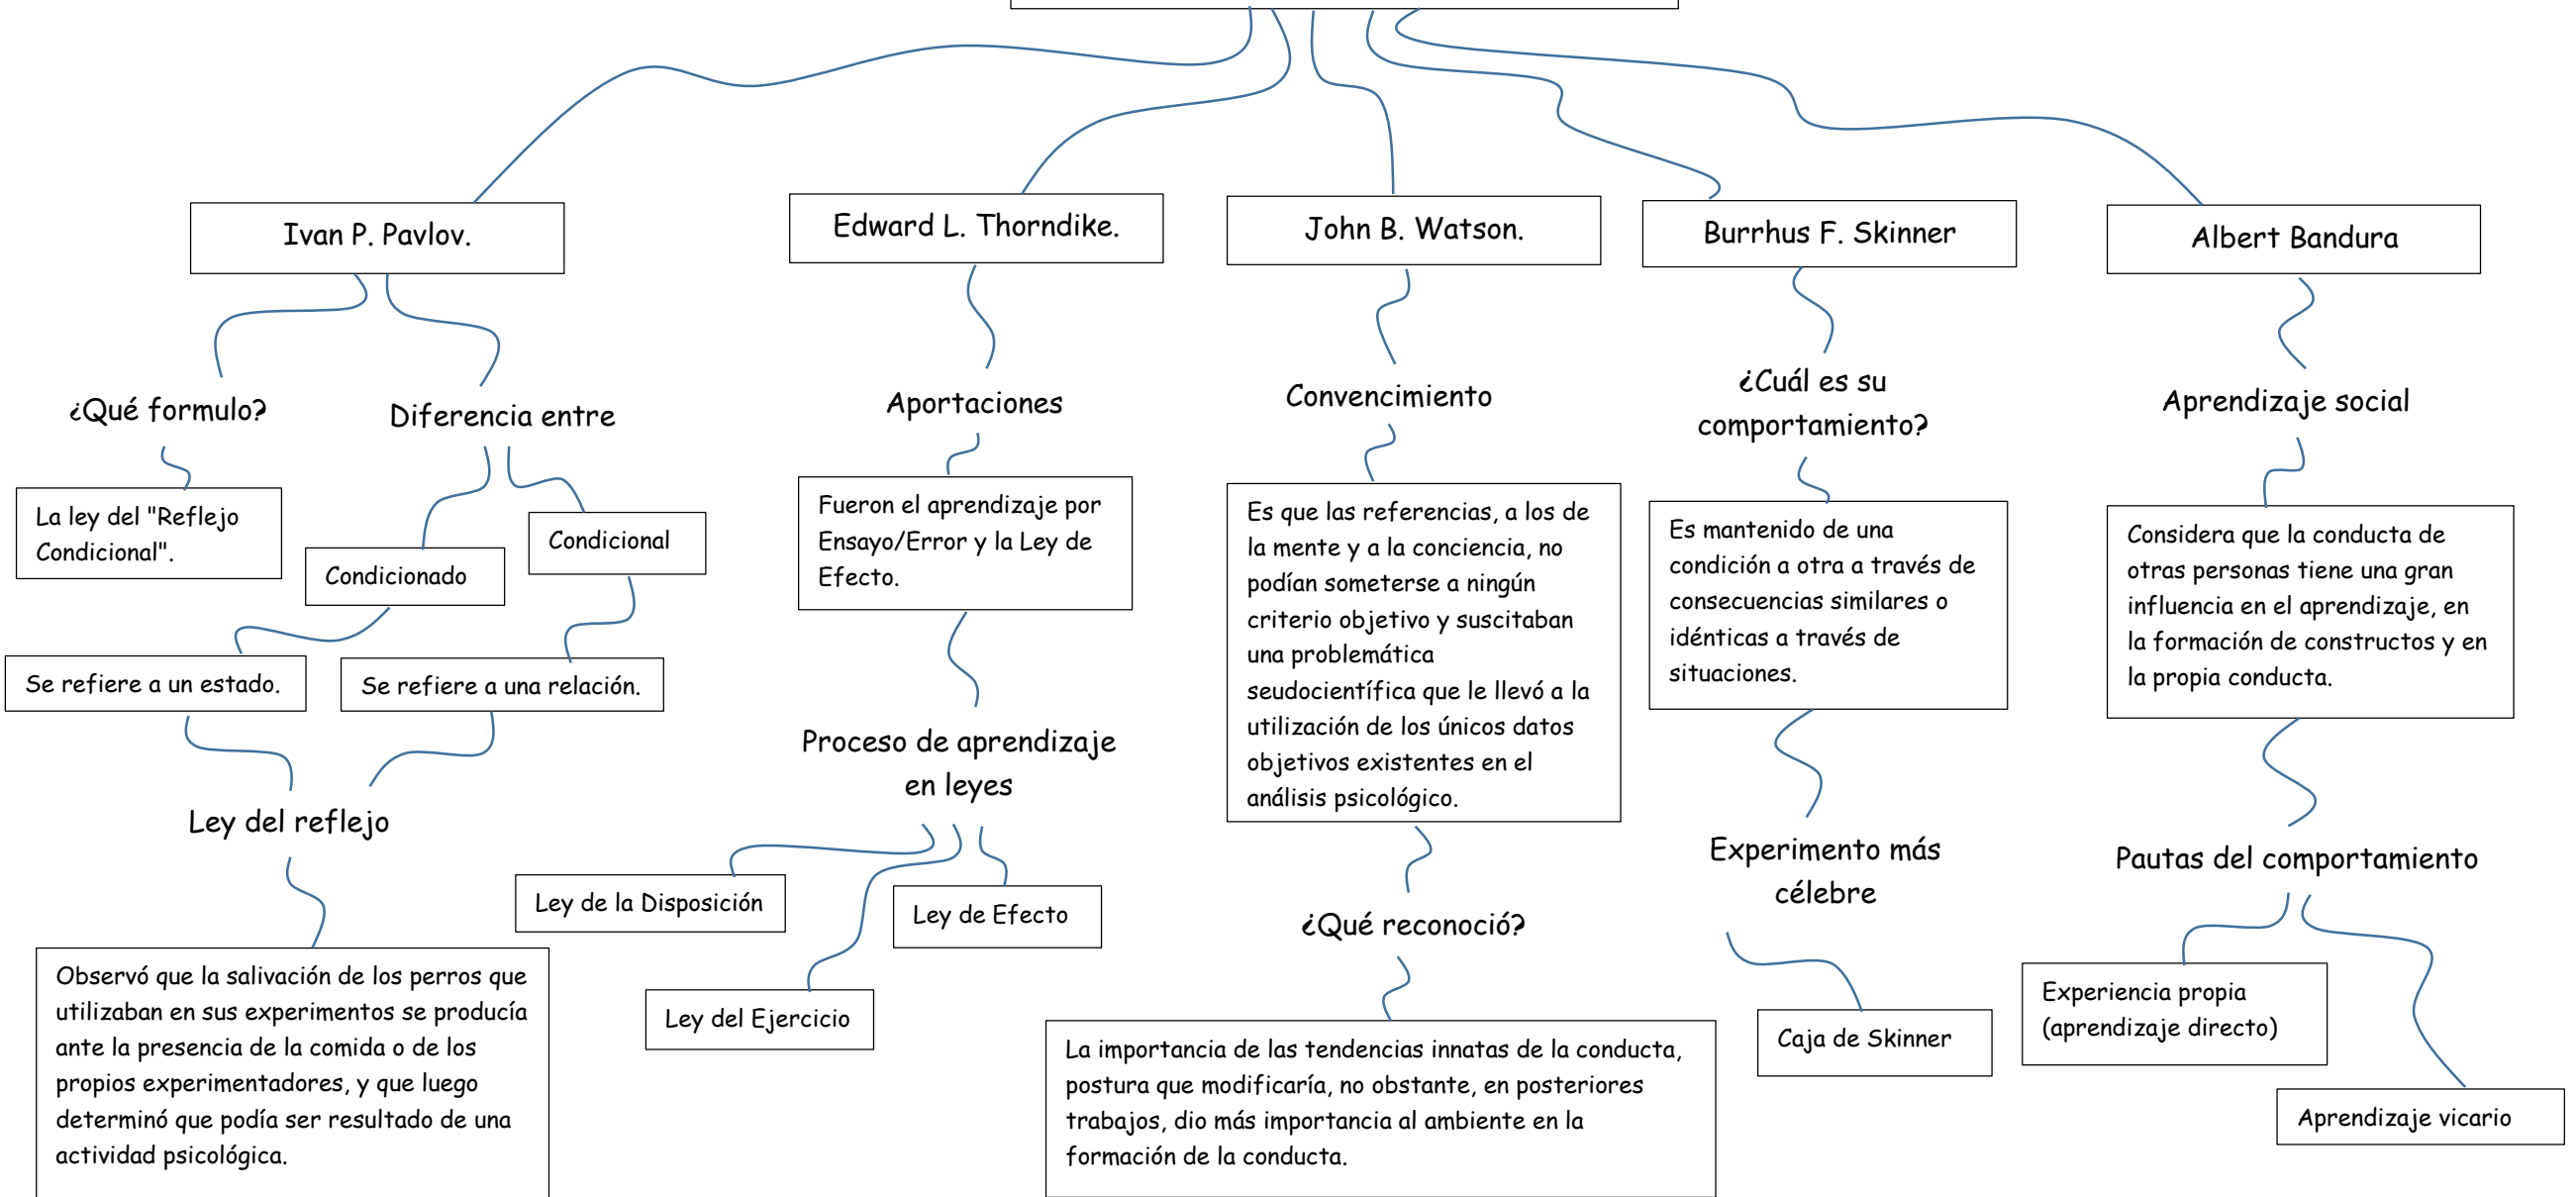 Ivan P. Pavlov.
Edward L. Thorndike.
John B. Watson.
Burrhus F. Skinner
Albert Bandura
¿Qué formulo?
La ley del "Reflejo
Condicional".
Diferencia entre
Condicionado
Condicional
Se refiere a un estado.
Se refiere a una relación.
Ley del reflejo
Observó que la salivación de los perros que
utilizaban en sus experimentos se producía
ante la presencia de la comida o de los
propios experimentadores, y que luego
determinó que podía ser resultado de una
actividad psicológica.
Aportaciones
Fueron el aprendizaje por
Ensayo/Error y la Ley de
Efecto.
Proceso de aprendizaje
en leyes
Ley de la Disposición
Ley de Efecto
Ley del Ejercicio
Convencimiento
Es que las referencias, a los de
la mente y a la conciencia, no
podían someterse a ningún
criterio objetivo y suscitaban
una problemática
seudocientífica que le llevó a la
utilización de los únicos datos
objetivos existentes en el
análisis psicológico.
¿Qué reconoció?
La importancia de las tendencias innatas de la conducta,
postura que modificaría, no obstante, en posteriores
trabajos, dio más importancia al ambiente en la
formación de la conducta.
¿Cuál es su
comportamiento?
Es mantenido de una
condición a otra a través de
consecuencias similares o
idénticas a través de
situaciones.
Experimento más
célebre
Caja de Skinner
Aprendizaje social
Considera que la conducta de
otras personas tiene una gran
influencia en el aprendizaje, en
la formación de constructos y en
la propia conducta.
Pautas del comportamiento
Experiencia propia
(aprendizaje directo)
Aprendizaje vicario